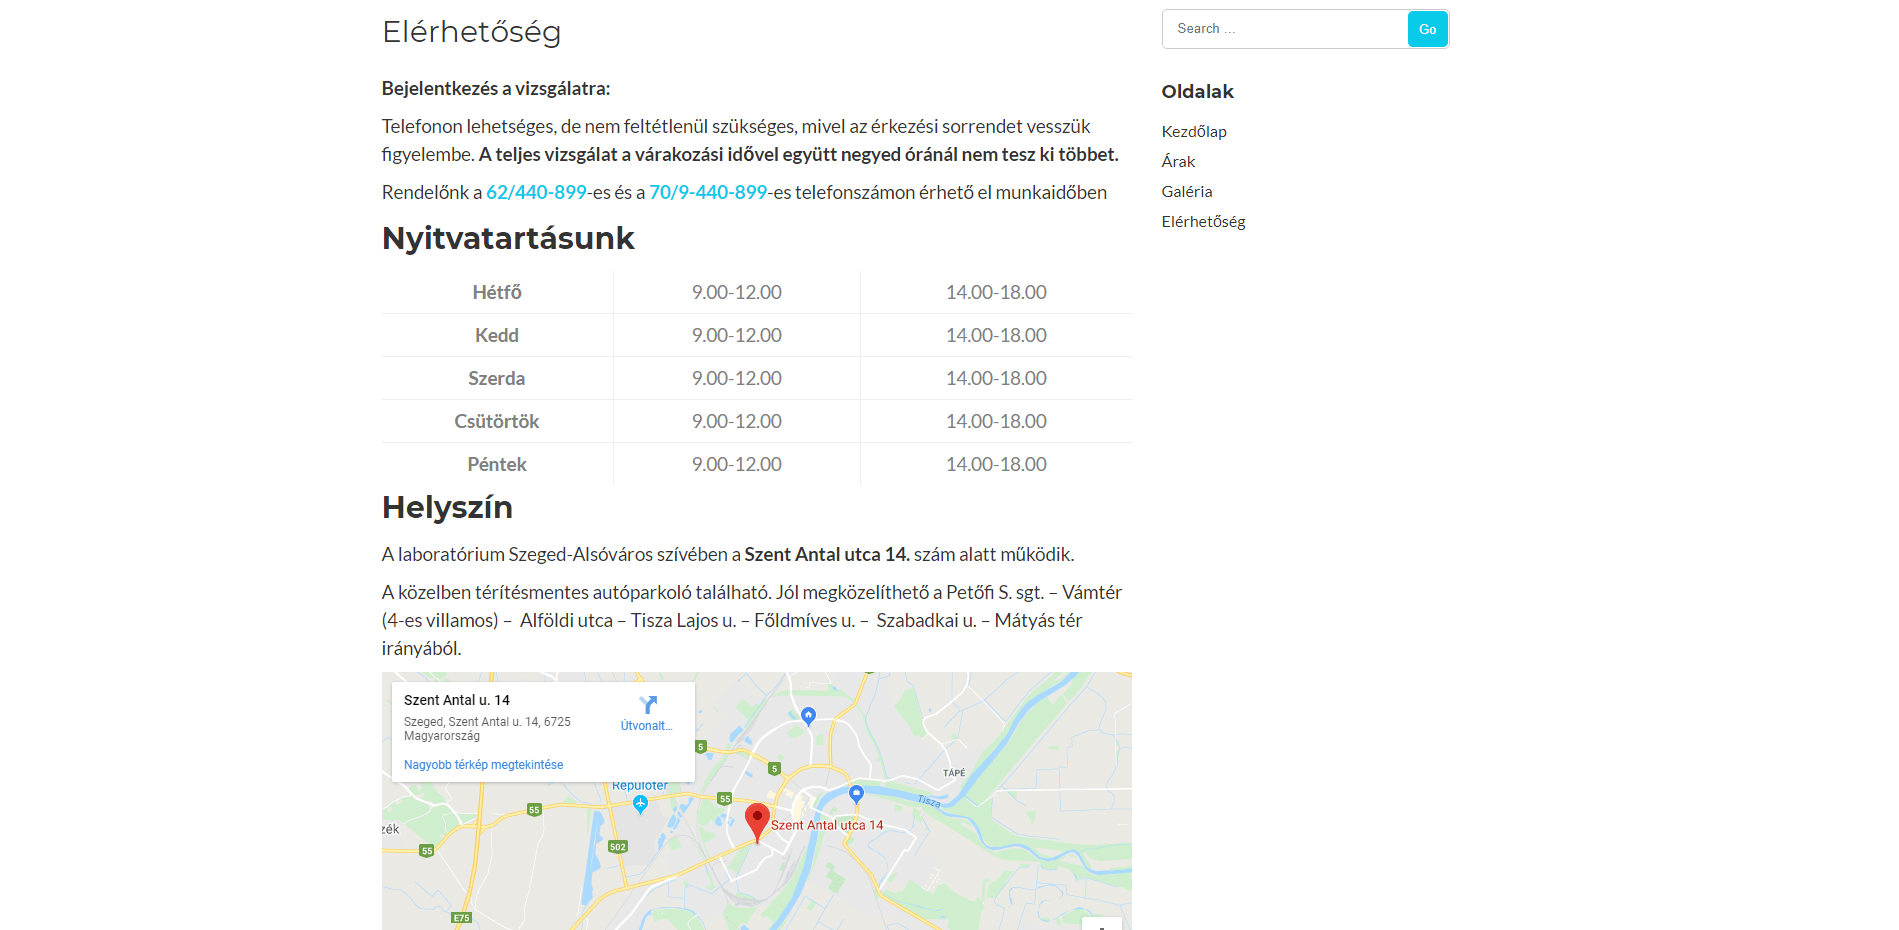 Elérhetőség
Bejelentkezés a vizsgálatra:
Telefonon lehetséges, de nem feltétlenül szükséges, mivel az érkezési sorrendet vesszük
figyelembe. A teljes vizsgálat a várakozási idővel együtt negyed óránál nem tesz ki többet.
Rendelőnk a 62/440-899-es és a 70/9-440-899-es telefonszámon érhető el munkaidőben
Nyitvatartásunk
Hétfő 9.00-12.00 14.00-18.00
Kedd 9.00-12.00 14.00-18.00
Szerda 9.00-12.00 14.00-18.00
Csütörtök 9.00-12.00 14.00-18.00
Péntek 9.00-12.00 14.00-18.00
Helyszín
A laboratórium Szeged-Alsóváros szívében a Szent Antal utca 14. szám alatt működik.
A közelben térítésmentes autóparkoló található. Jól megközelíthető a Petőfi S. sgt. – Vámtér
(4-es villamos) – Alföldi utca – Tisza Lajos u. – Főldmíves u. – Szabadkai u. – Mátyás tér
irányából.
Szent Antal u. 14
Szeged, Szent Antal u. 14, 6725
Magyarország
Útvonalt...
Nagyobb térkép megtekintése
5
5
TÁPÉ
Repülőtér
55
55
Tisza
zék
Szent Antal utca 14
502
55
E75
Search ...
Go
Oldalak
Kezdőlap
Árak
Galéria
Elérhetőség